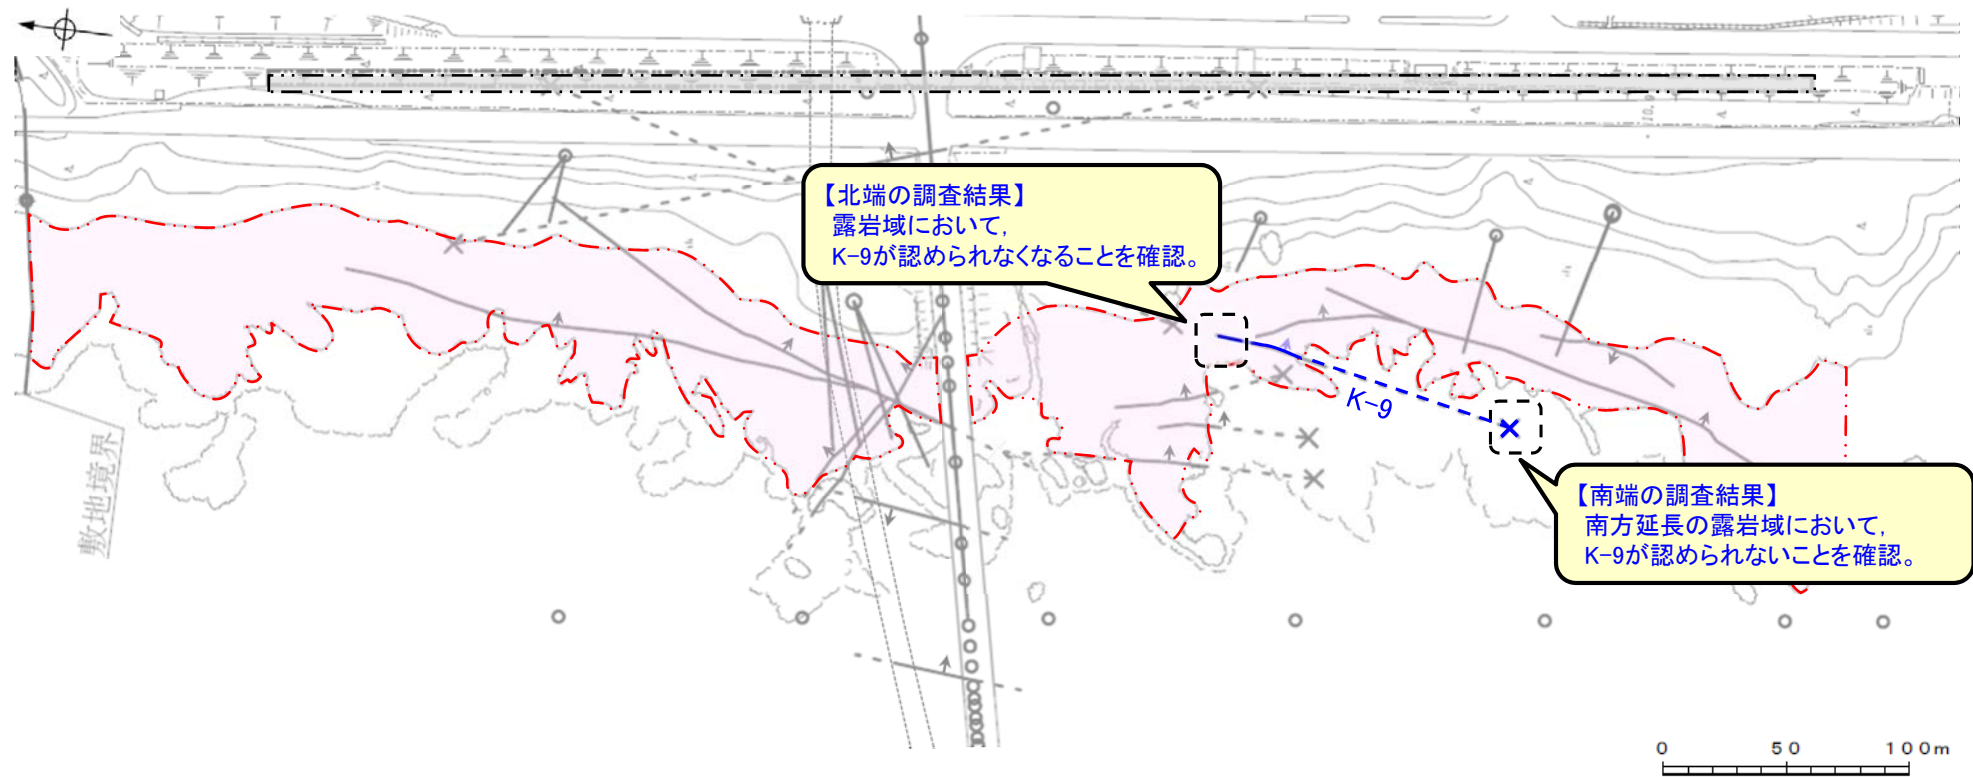 【北端の調査結果】
露岩域において,
K-9が認められなくなることを確認。
K-9
【南端の調査結果】
南方延長の露岩域において,
K-9が認められないことを確認。
敷地境界
0 50 100m